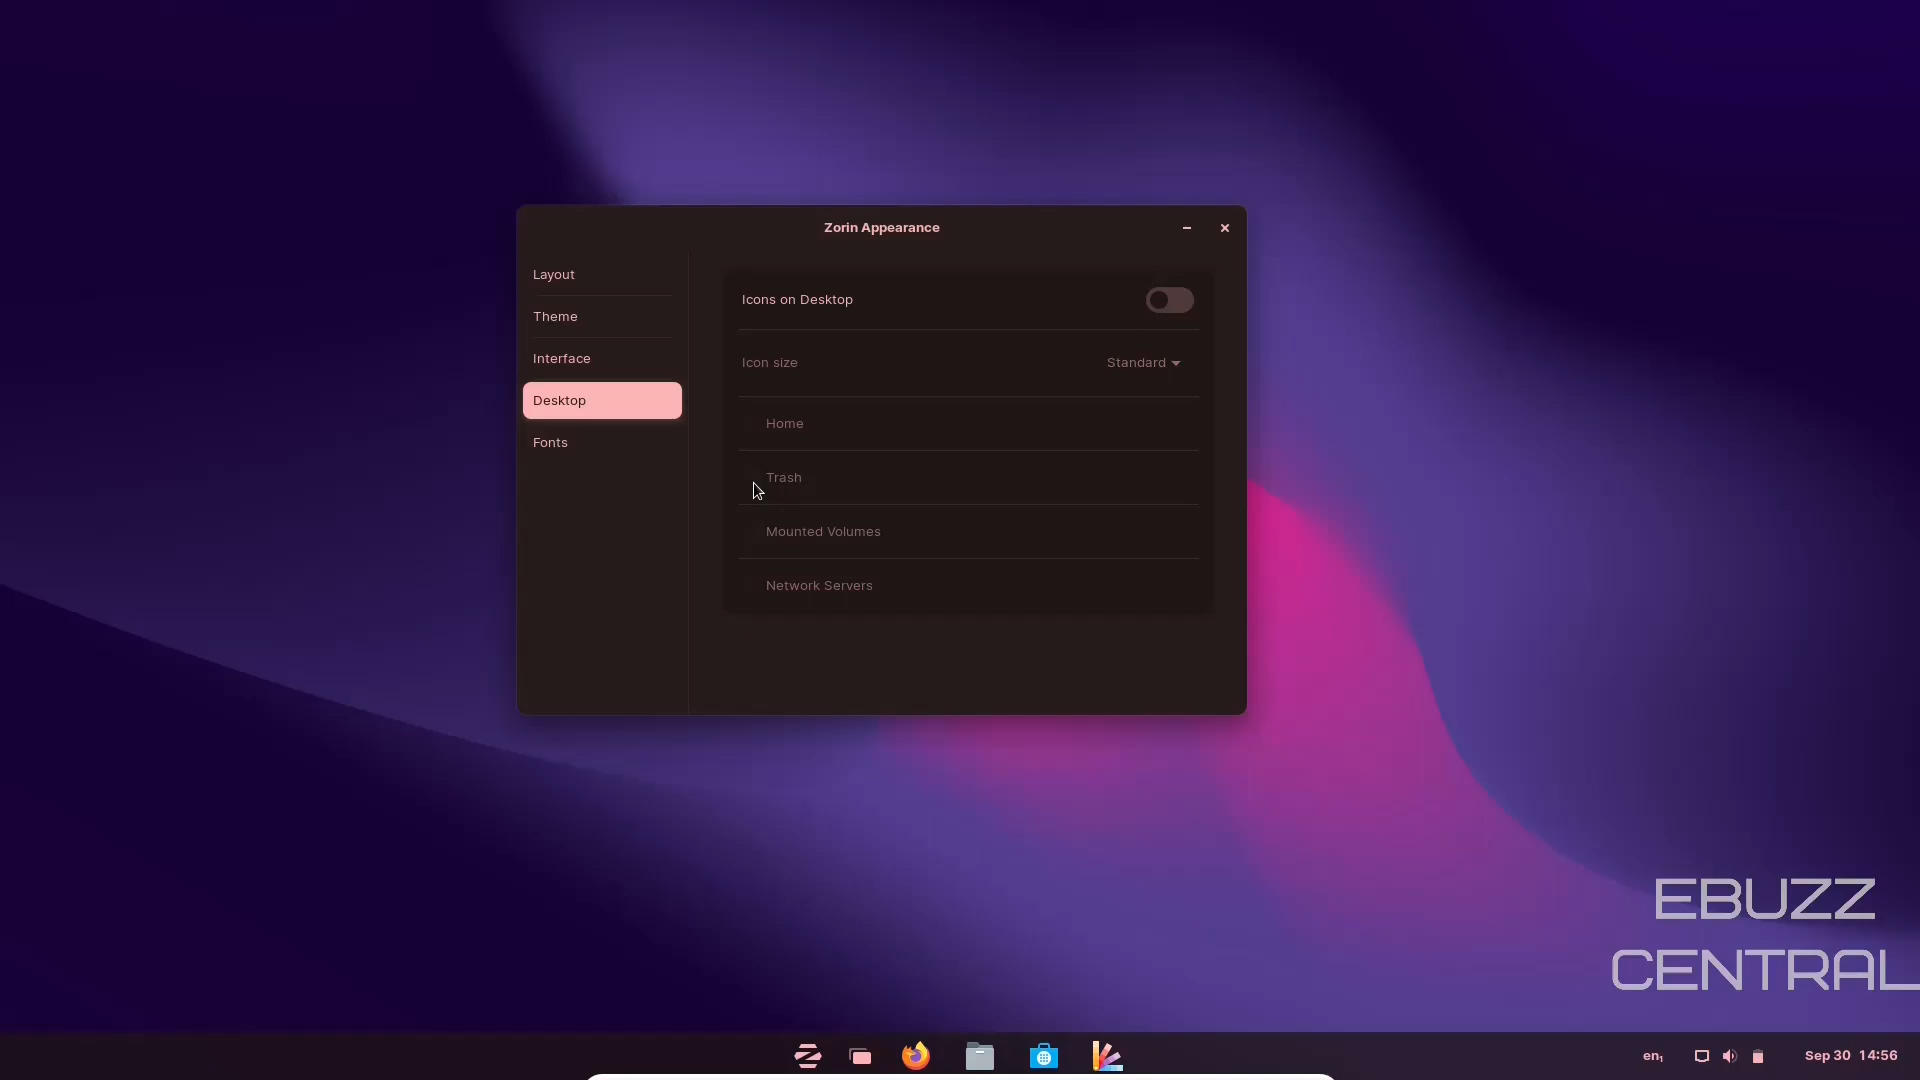 Zorin Appearance
Layout
Theme
Interface
Desktop
Fonts
Icons on Desktop
Icon size
Standard
Home
Trash
Mounted Volumes
Network Servers
EBUZZ
CENTRAL
en₁
Sep 30 14:56